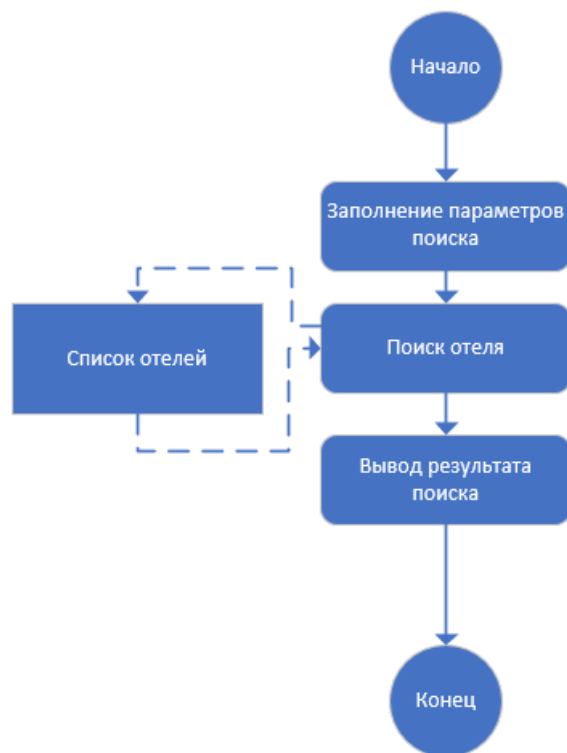 Начало
Заполнение параметров
поиска
Список отелей
Поиск отеля
Вывод результата
поиска
Конец